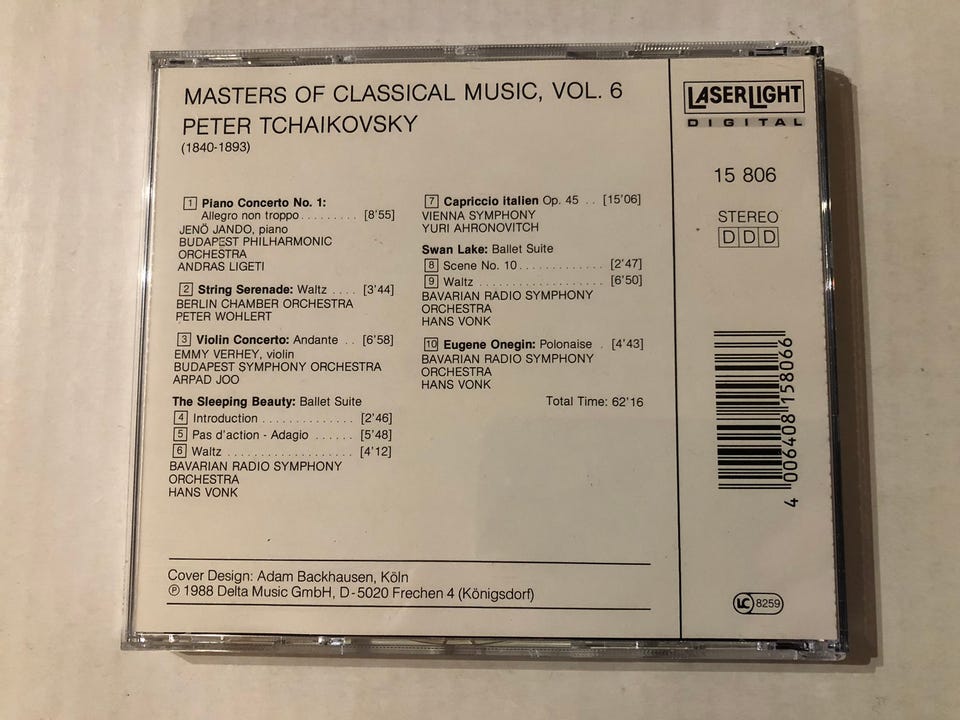 MASTERS OF CLASSICAL MUSIC, VOL. 6
PETER TCHAIKOVSKY
(1840-1893)
1 Piano Concerto No. 1:
Allegro non troppo ......... [8'55]
JENÖ JANDO, piano
BUDAPEST PHILHARMONIC
ORCHESTRA
ANDRAS LIGETI
2 String Serenade: Waltz .... [3'44]
BERLIN CHAMBER ORCHESTRA
PETER WOHLERT
3 Violin Concerto: Andante .. [6'58]
EMMY VERHEY, violin
BUDAPEST SYMPHONY ORCHESTRA
ARPAD JOO
The Sleeping Beauty: Ballet Suite
4 Introduction .............. [2'46]
5 Pas d'action - Adagio ...... [5'48]
6 Waltz ................... [4'12]
BAVARIAN RADIO SYMPHONY
ORCHESTRA
HANS VONK
7 Capriccio italien Op. 45 .. [15'06]
VIENNA SYMPHONY
YURI AHRONOVITCH
Swan Lake: Ballet Suite
8 Scene No. 10 ............. [2'47]
9 Waltz ................... [6'50]
BAVARIAN RADIO SYMPHONY
ORCHESTRA
HANS VONK
10 Eugene Onegin: Polonaise . [4'43]
BAVARIAN RADIO SYMPHONY
ORCHESTRA
HANS VONK
Total Time: 62'16
Cover Design: Adam Backhausen, Köln
℗ 1988 Delta Music GmbH, D-5020 Frechen 4 (Königsdorf)
LASERLIGHT
DIGITAL
15 806
STEREO
DDD
4 006408 158066
LC 8259